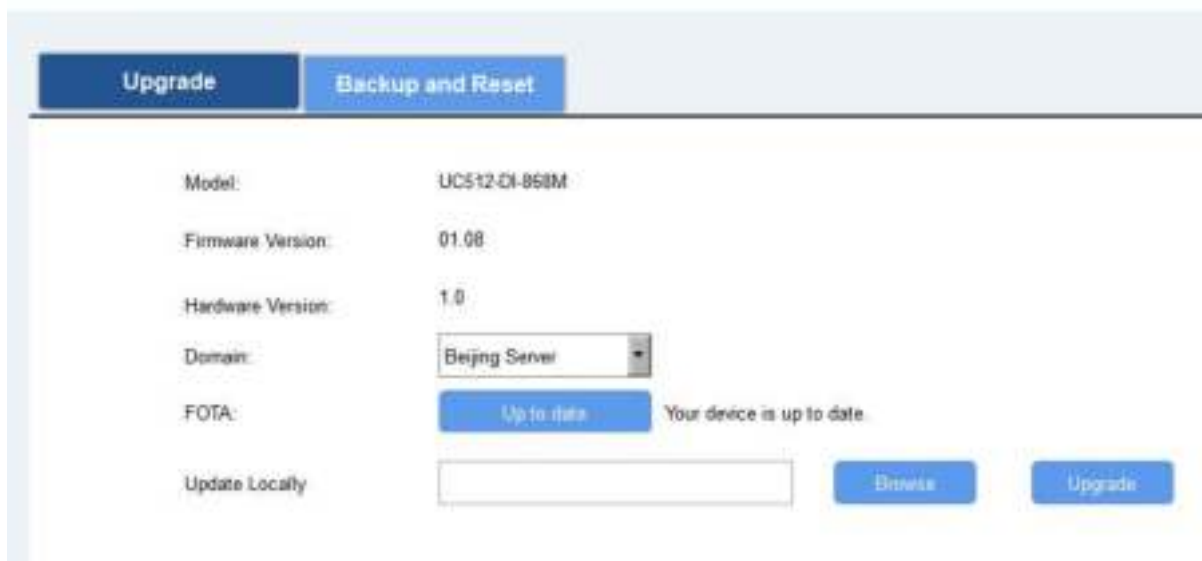 Upgrade Backup and Reset
Model: UC512-DI-868M
Firmware Version: 01.08
Hardware Version: 1.0
Domain: Beijing Server
FOTA: Up to date Your device is up to date.
Update Locally Browse Upgrade